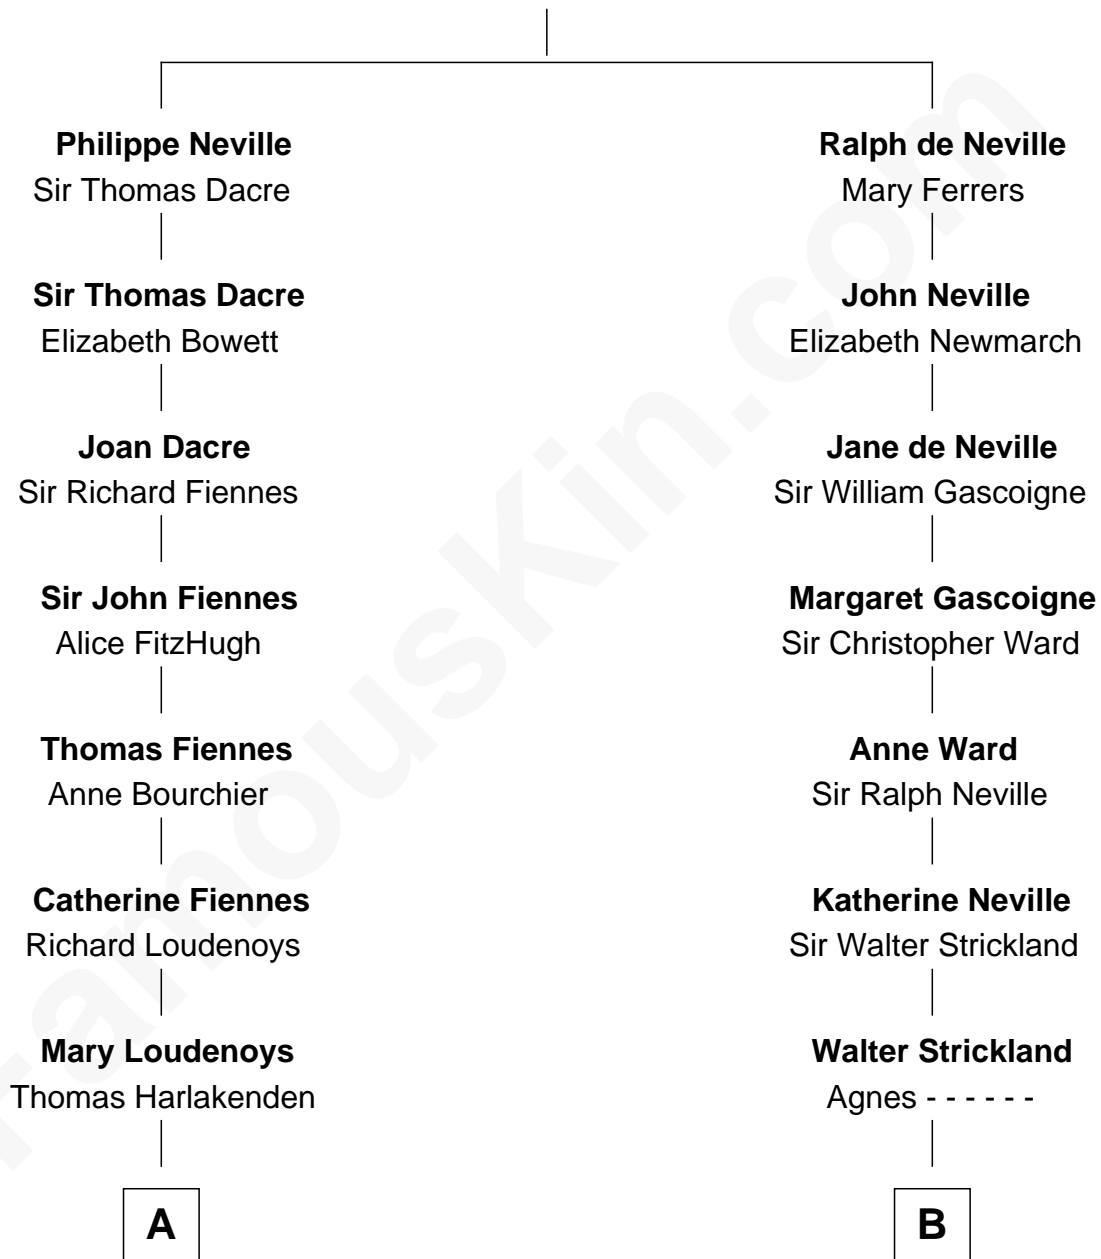 Philippe Neville
Sir Thomas Dacre
Sir Thomas Dacre
Elizabeth Bowett
Joan Dacre
Sir Richard Fiennes
Sir John Fiennes
Alice FitzHugh
Thomas Fiennes
Anne Bourchier
Catherine Fiennes
Richard Loudenoys
Mary Loudenoys
Thomas Harlakenden
A
Ralph de Neville
Mary Ferrers
John Neville
Elizabeth Newmarch
Jane de Neville
Sir William Gascoigne
Margaret Gascoigne
Sir Christopher Ward
Anne Ward
Sir Ralph Neville
Katherine Neville
Sir Walter Strickland
Walter Strickland
Agnes - - - - - -
B
FamousKin.com